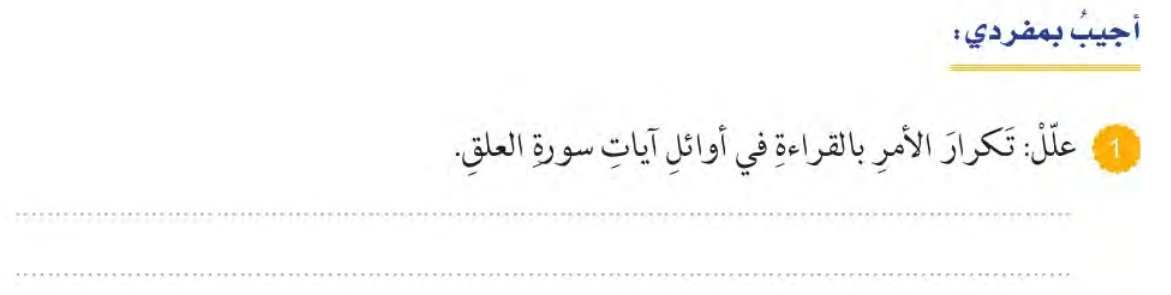 أجيبُ بمفردي:
1 علّلْ: تَكرارَ الأمرِ بالقراءةِ في أوائلِ آياتِ سورةِ العلقِ.